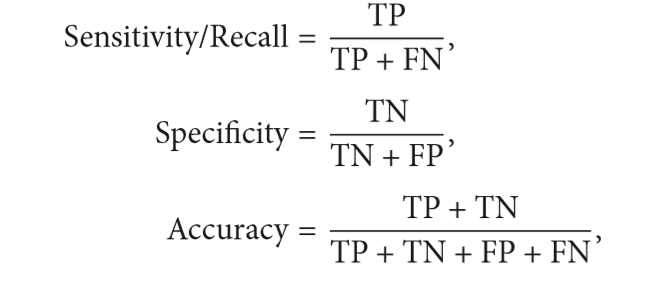 Sensitivity/Recall = TP / TP + FN,
Specificity = TN / TN + FP,
Accuracy = TP + TN / TP + TN + FP + FN,